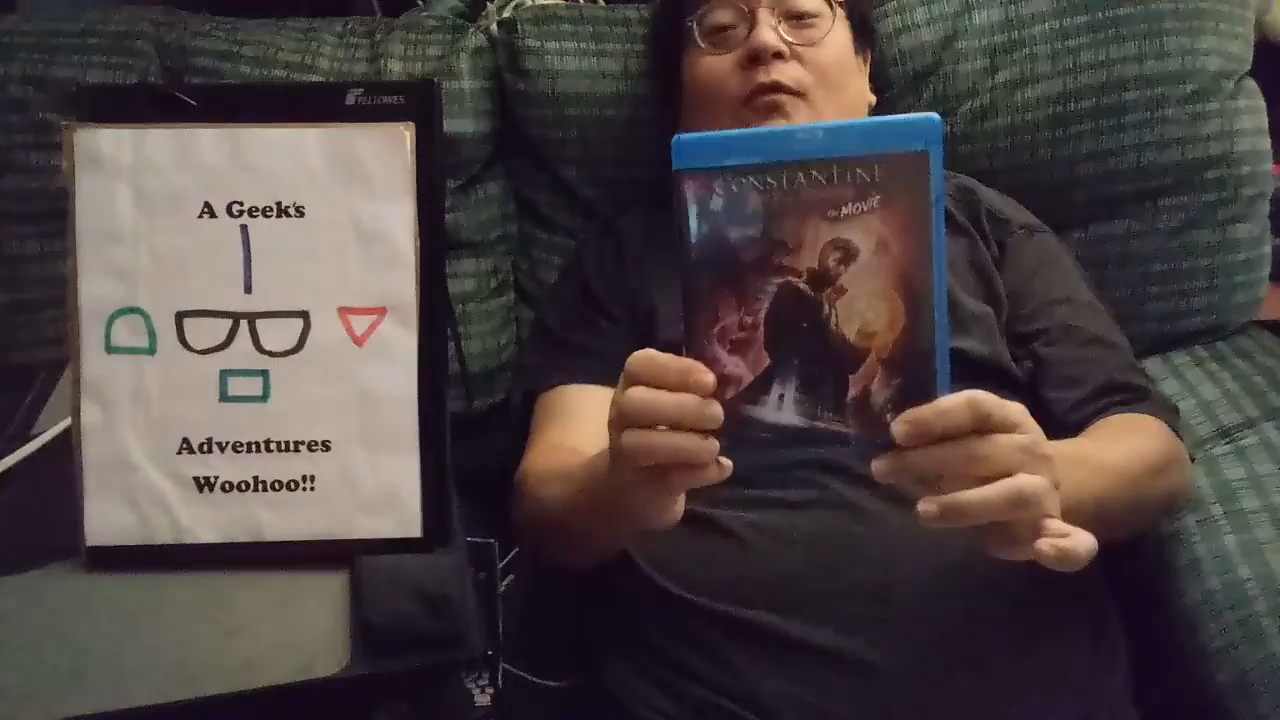 FELLOWES
A Geek's
Adventures
Woohoo!!
CONSTANTINE
the MOVIE